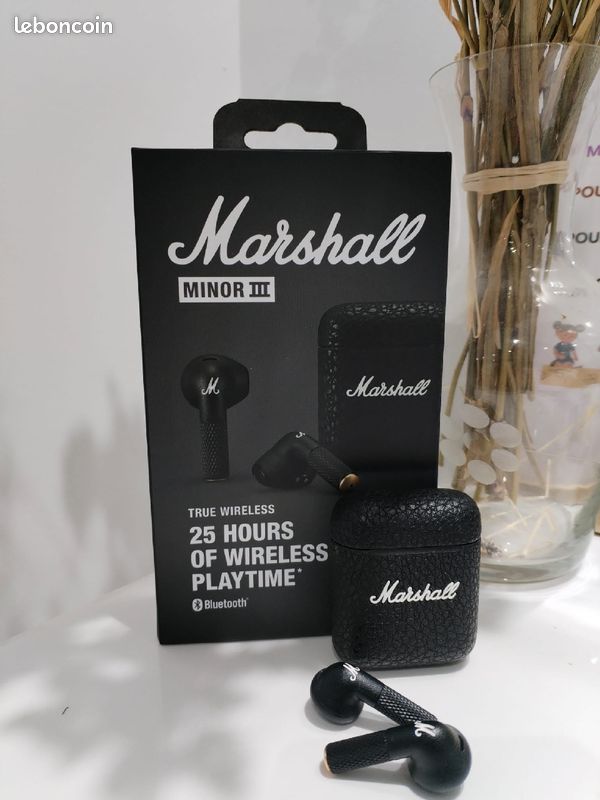 leboncoin
Marshall
MINOR III
M
Marshall
TRUE WIRELESS
25 HOURS
OF WIRELESS
PLAYTIME*
Bluetooth®
Marshall
M
M